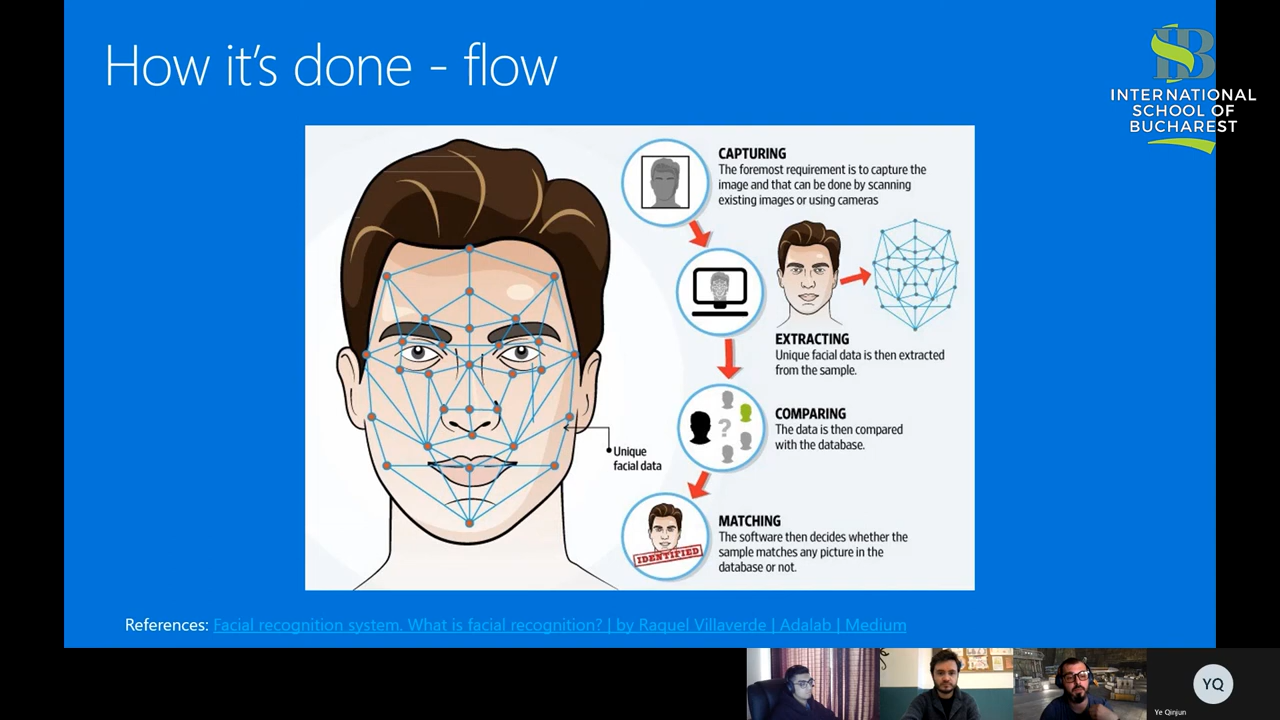 How it's done - flow
INTERNATIONAL
SCHOOL OF
BUCHAREST
CAPTURING
The foremost requirement is to capture the
image and that can be done by scanning
existing images or using cameras
EXTRACTING
Unique facial data is then extracted
from the sample.
COMPARING
The data is then compared
with the database.
?
Unique
facial data
MATCHING
The software then decides whether the
sample matches any picture in the
database or not.
IDENTIFIED
References: Facial recognition system. What is facial recognition? | by Raquel Villaverde | Adalab | Medium
YQ
Ye Qinjun